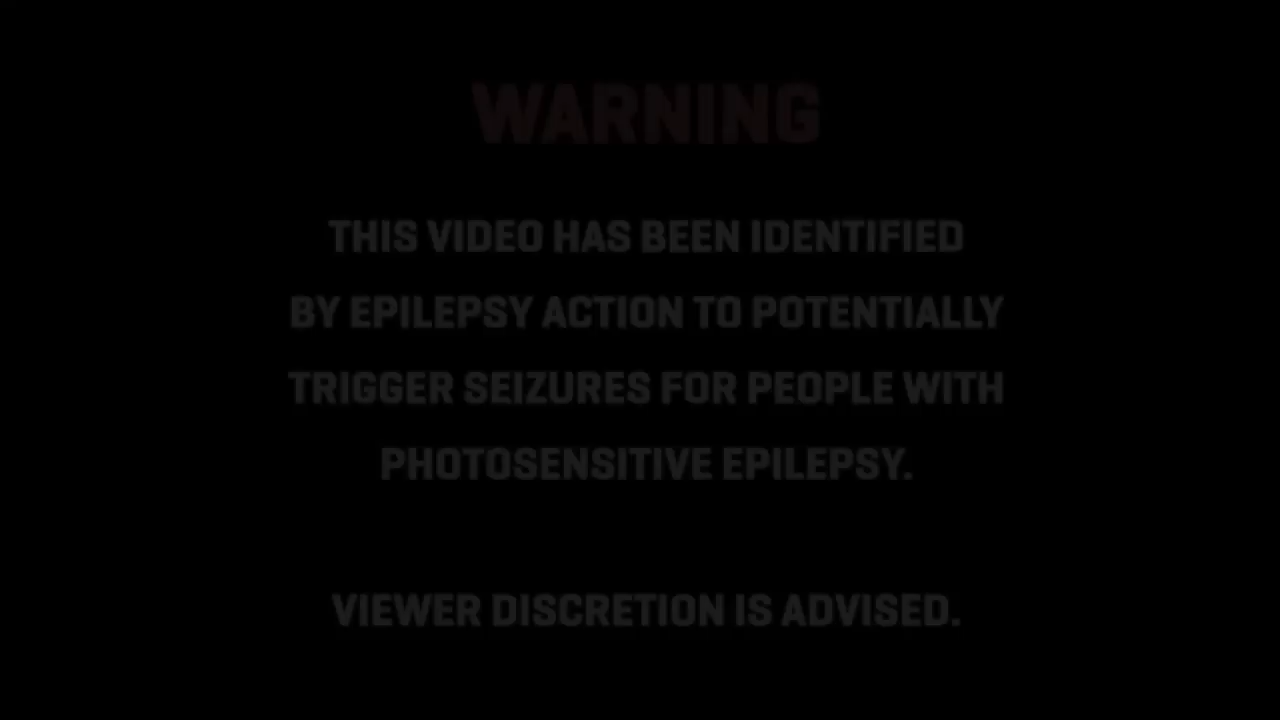 WARNING
THIS VIDEO HAS BEEN IDENTIFIED
BY EPILEPSY ACTION TO POTENTIALLY
TRIGGER SEIZURES FOR PEOPLE WITH
PHOTOSENSITIVE EPILEPSY.
VIEWER DISCRETION IS ADVISED.